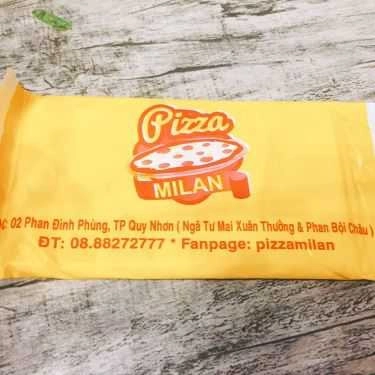 Pizza
MILAN
ĐC: 02 Phan Đình Phùng, TP Quy Nhơn ( Ngã Tư Mai Xuân Thưởng & Phan Bội Châu )
ĐT: 08.88272777 * Fanpage: pizzamilan